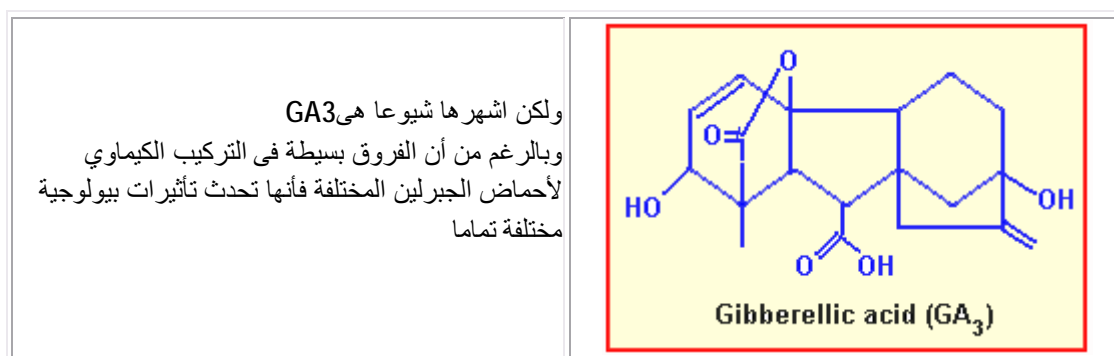 ولكن اشهرها شيوعا هىGA3
وبالرغم من أن الفروق بسيطة فى التركيب الكيماوي
لأحماض الجبرلين المختلفة فأنها تحدث تأثيرات بيولوجية
مختلفة تماما
O
O
HO
OH
O
OH
Gibberellic acid (GA3)